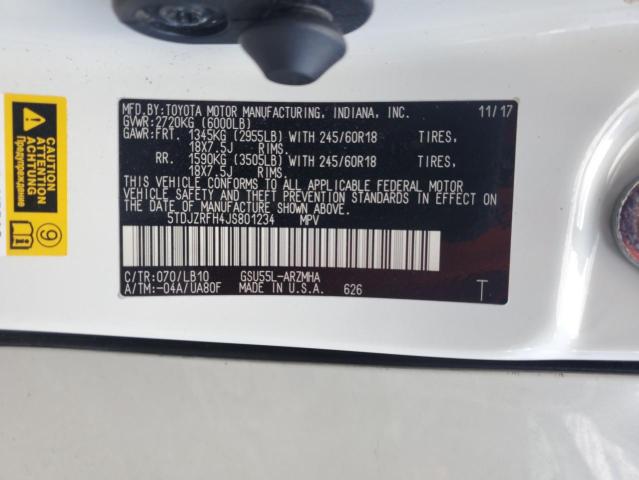 MFD.BY:TOYOTA MOTOR MANUFACTURING, INDIANA, INC. 11/17
GVWR:2720KG (6000LB)
GAWR:FRT. 1345KG (2955LB) WITH 245/60R18 TIRES,
18X7.5J RIMS.
RR. 1590KG (3505LB) WITH 245/60R18 TIRES,
18X7.5J RIMS.
THIS VEHICLE CONFORMS TO ALL APPLICABLE FEDERAL MOTOR
VEHICLE SAFETY AND THEFT PREVENTION STANDARDS IN EFFECT
ON THE DATE OF MANUFACTURE SHOWN ABOVE.
5TDJZRFH4JS801234 MPV
C/TR:070/LB10 GSU55L-ARZMHA
A/TM:-04A/UA80F MADE IN U.S.A. 626 T
CAUTION
ATTENTION
ACHTUNG
Предупреждение
9